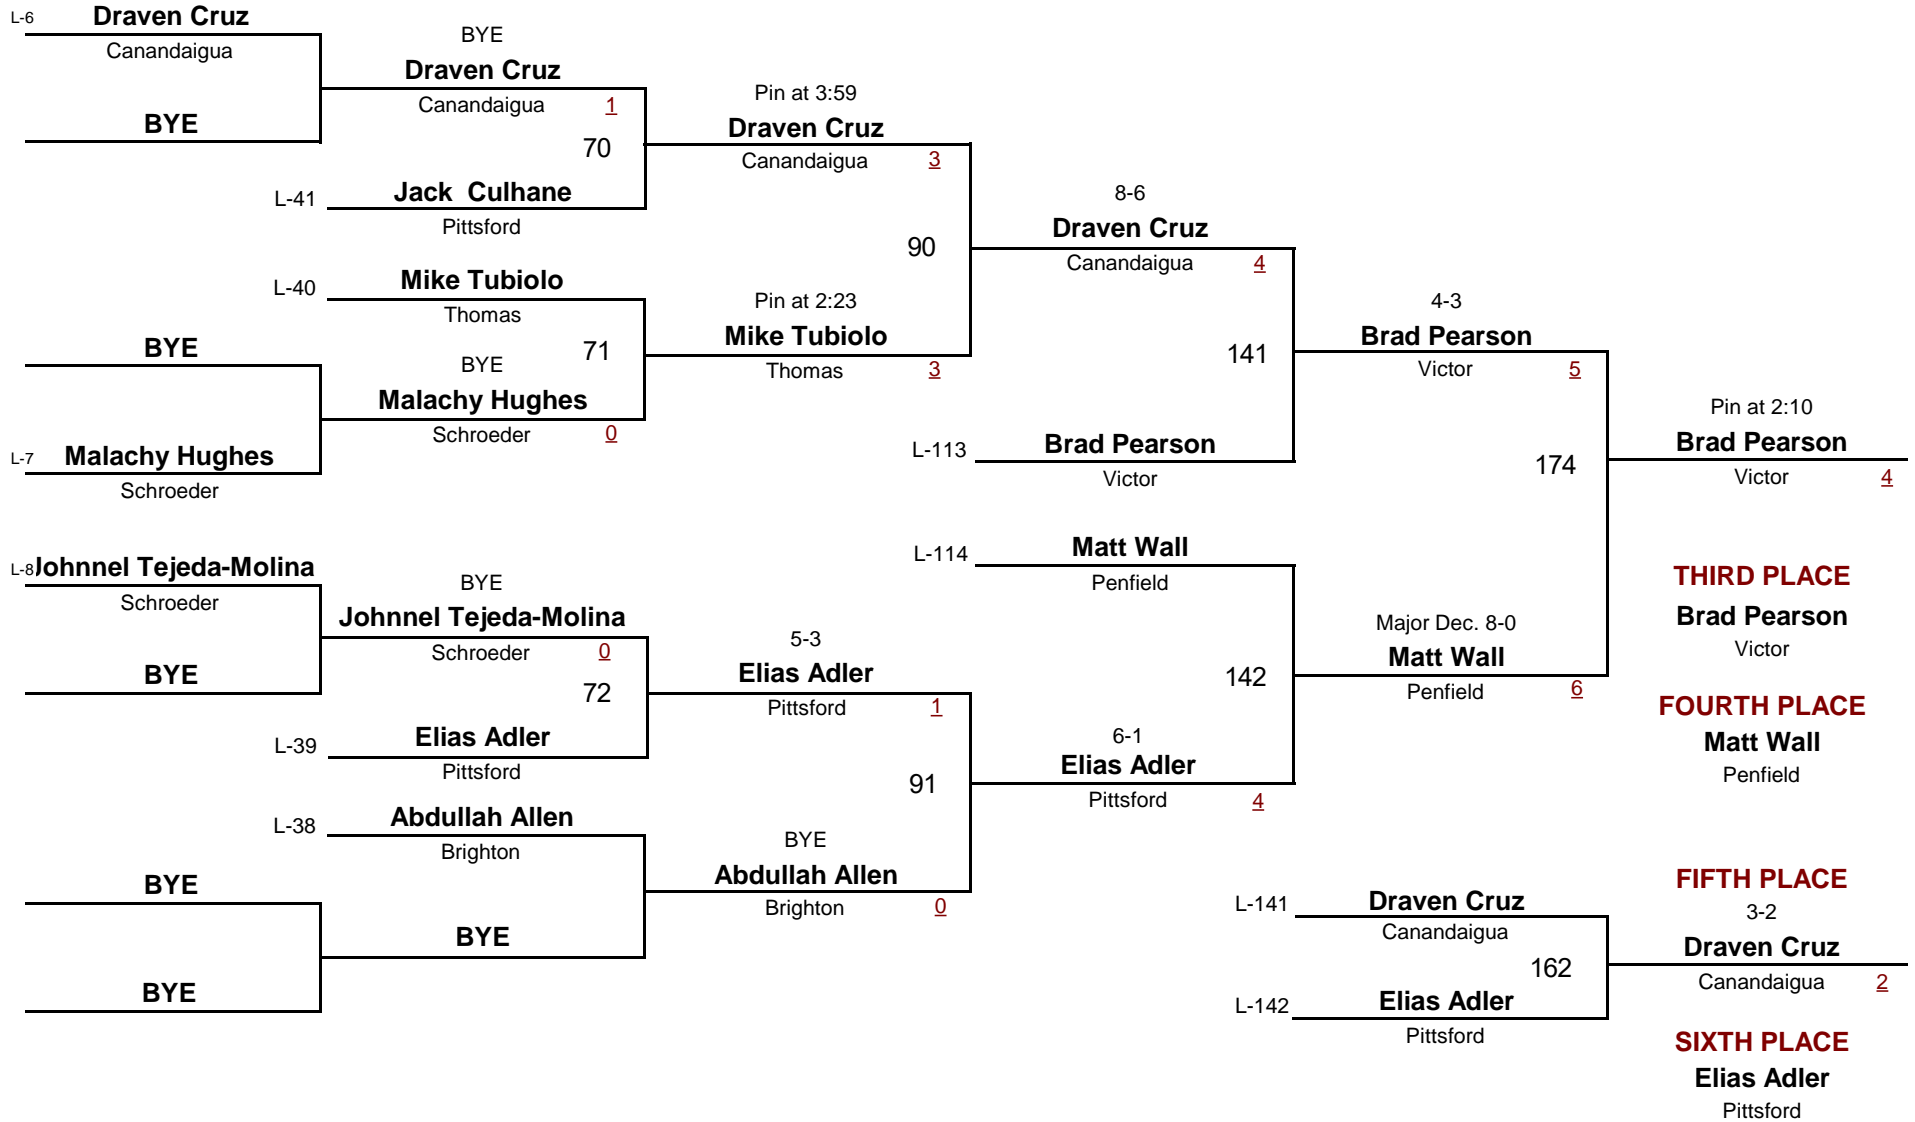 L-6 Draven Cruz
Canandaigua
BYE
BYE
Draven Cruz
Canandaigua 1
70
L-41 Jack  Culhane
Pittsford
Pin at 3:59
Draven Cruz
Canandaigua 3
L-40 Mike Tubiolo
Thomas
71
BYE
BYE
Malachy Hughes
Schroeder 0
L-7 Malachy Hughes
Schroeder
Pin at 2:23
Mike Tubiolo
Thomas 3
90
8-6
Draven Cruz
Canandaigua 4
141
L-113 Brad Pearson
Victor
4-3
Brad Pearson
Victor 5
174
Pin at 2:10
Brad Pearson
Victor 4
L-8 Johnnel Tejeda-Molina
Schroeder
BYE
BYE
Johnnel Tejeda-Molina
Schroeder 0
72
L-39 Elias Adler
Pittsford
5-3
Elias Adler
Pittsford 1
L-38 Abdullah Allen
Brighton
BYE
BYE
BYE
BYE
Abdullah Allen
Brighton 0
91
L-114 Matt Wall
Penfield
142
6-1
Elias Adler
Pittsford 4
Major Dec. 8-0
Matt Wall
Penfield 6
THIRD PLACE
Brad Pearson
Victor
FOURTH PLACE
Matt Wall
Penfield
L-141 Draven Cruz
Canandaigua
162
L-142 Elias Adler
Pittsford
FIFTH PLACE
3-2
Draven Cruz
Canandaigua 2
SIXTH PLACE
Elias Adler
Pittsford